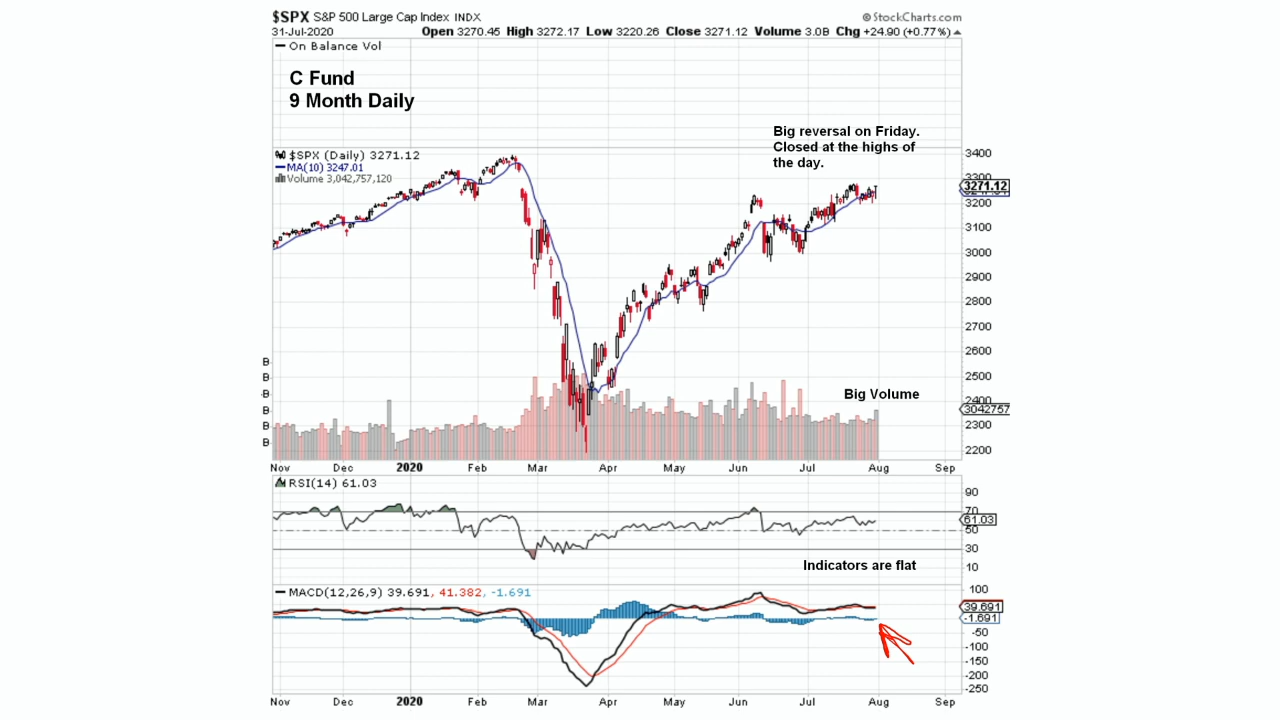 $SPX S&P 500 Large Cap Index INDX
© StockCharts.com
31-Jul-2020
Open 3270.45 High 3272.17 Low 3220.26 Close 3271.12 Volume 3.0B Chg +24.90 (+0.77%)
On Balance Vol
C Fund
9 Month Daily
Big reversal on Friday.
Closed at the highs of
the day.
$SPX (Daily) 3271.12
MA(10) 3247.01
Volume 3,042,757,120
3400
3300
3271.12
3200
3100
3000
2900
2800
2700
2600
2500
2400
3042757
2300
2200
B
B
B
B
B
B
Big Volume
Nov Dec 2020 Feb Mar Apr May Jun Jul Aug Sep
RSI(14) 61.03
90
70
61.03
50
30
10
Indicators are flat
MACD(12,26,9) 39.691, 41.382, -1.691
100
39.691
-1.691
-50
-100
-150
-200
-250
Nov Dec 2020 Feb Mar Apr May Jun Jul Aug Sep